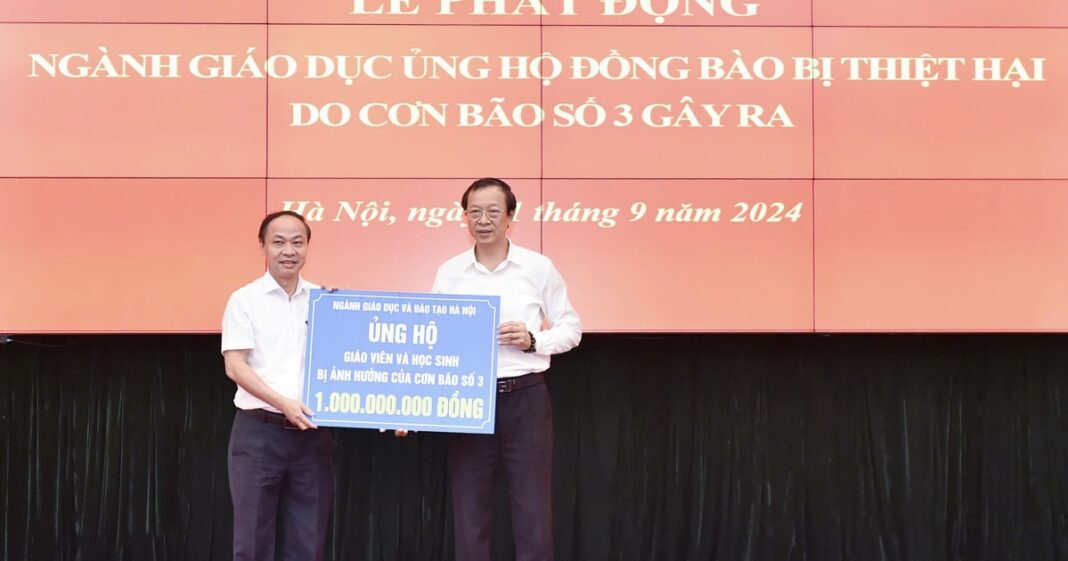 LỄ PHÁT ĐỘNG
NGÀNH GIÁO DỤC ỦNG HỘ ĐỒNG BÀO BỊ THIỆT HẠI
DO CƠN BÃO SỐ 3 GÂY RA
Hà Nội, ngày 1 tháng 9 năm 2024
NGÀNH GIÁO DỤC VÀ ĐÀO TẠO HÀ NỘI
ỦNG HỘ
GIÁO VIÊN VÀ HỌC SINH
BỊ ẢNH HƯỞNG CỦA CƠN BÃO SỐ 3
1.000.000.000 ĐỒNG